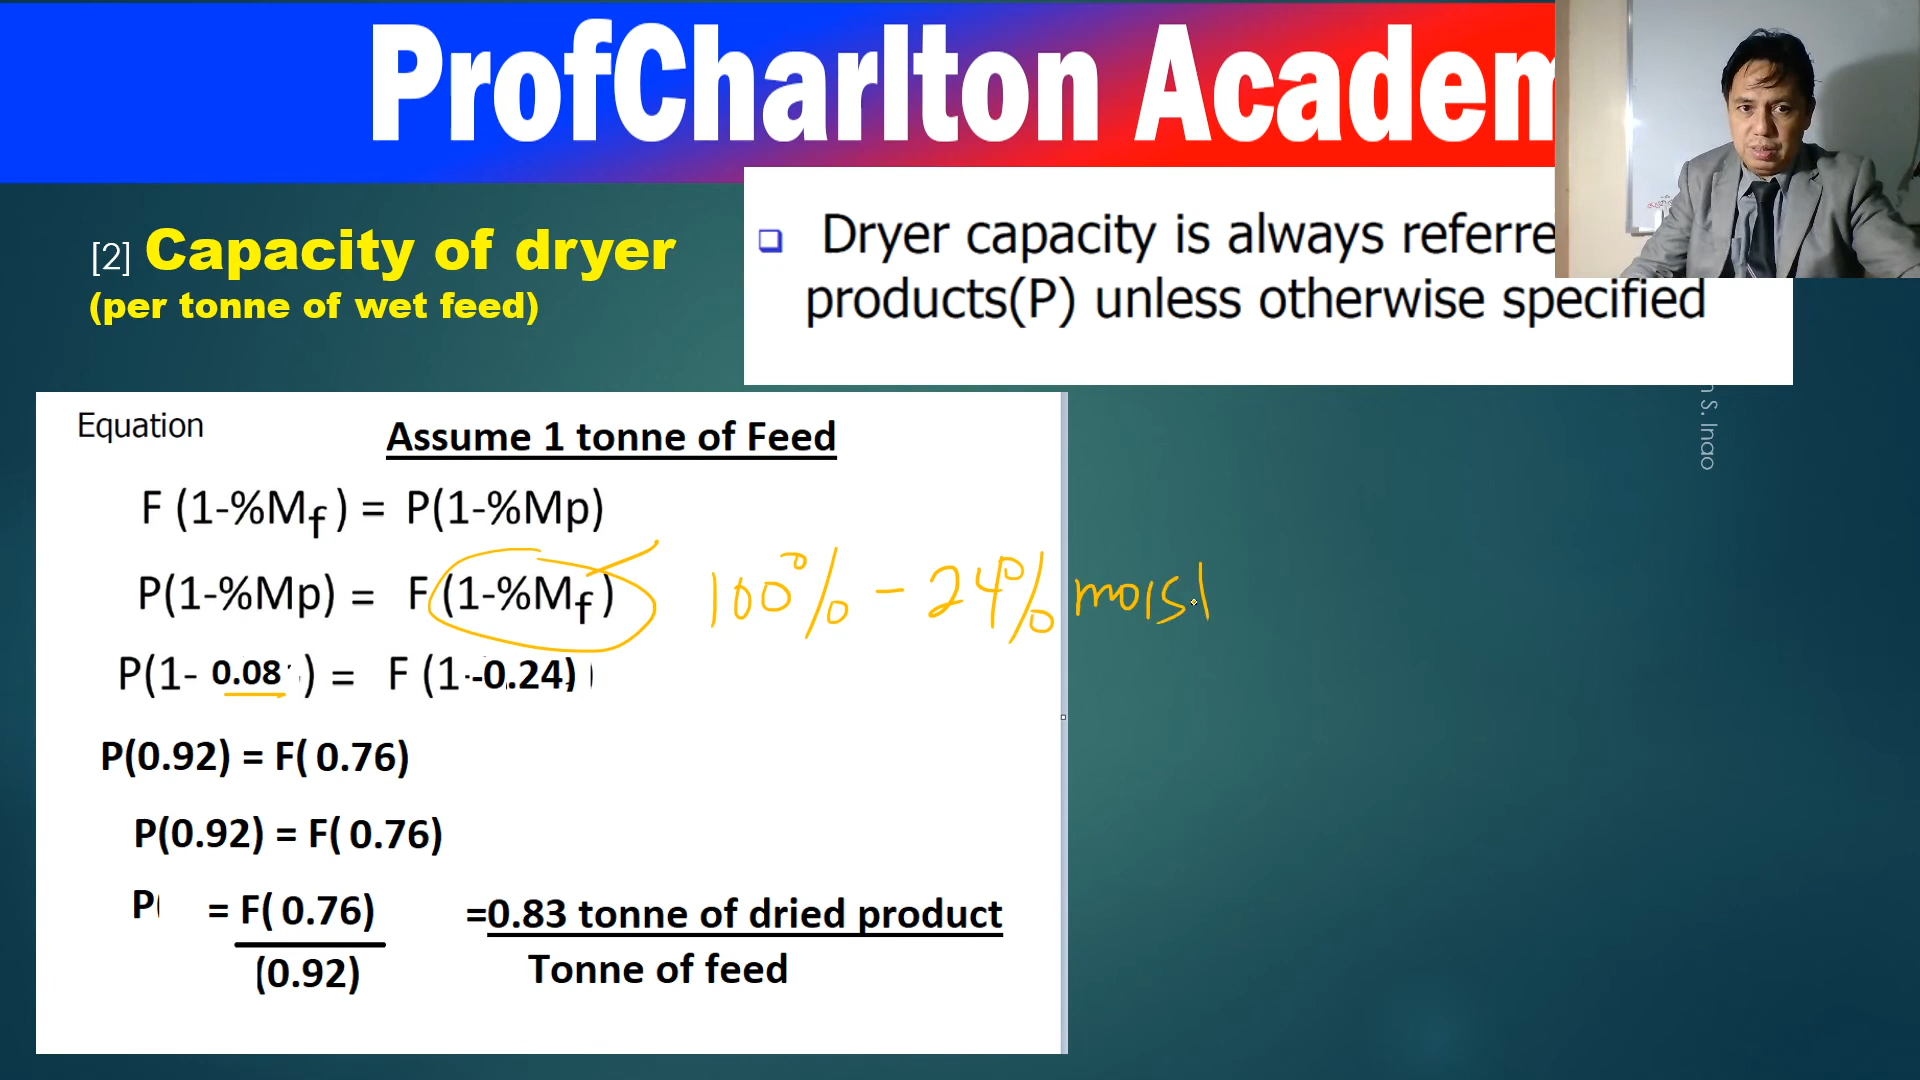 ProfCharlton Academ
[2] Capacity of dryer
(per tonne of wet feed)
❑ Dryer capacity is always referre
products(P) unless otherwise specified
S. Inao
Equation
Assume 1 tonne of Feed
F (1-%Mf ) = P(1-%Mp)
P(1-%Mp) = F (1-%Mf ) 100% - 24% mois
P(1- 0.08 ) = F (1--0.24)
P(0.92) = F( 0.76)
P(0.92) = F( 0.76)
P( = F( 0.76) =0.83 tonne of dried product
(0.92) Tonne of feed